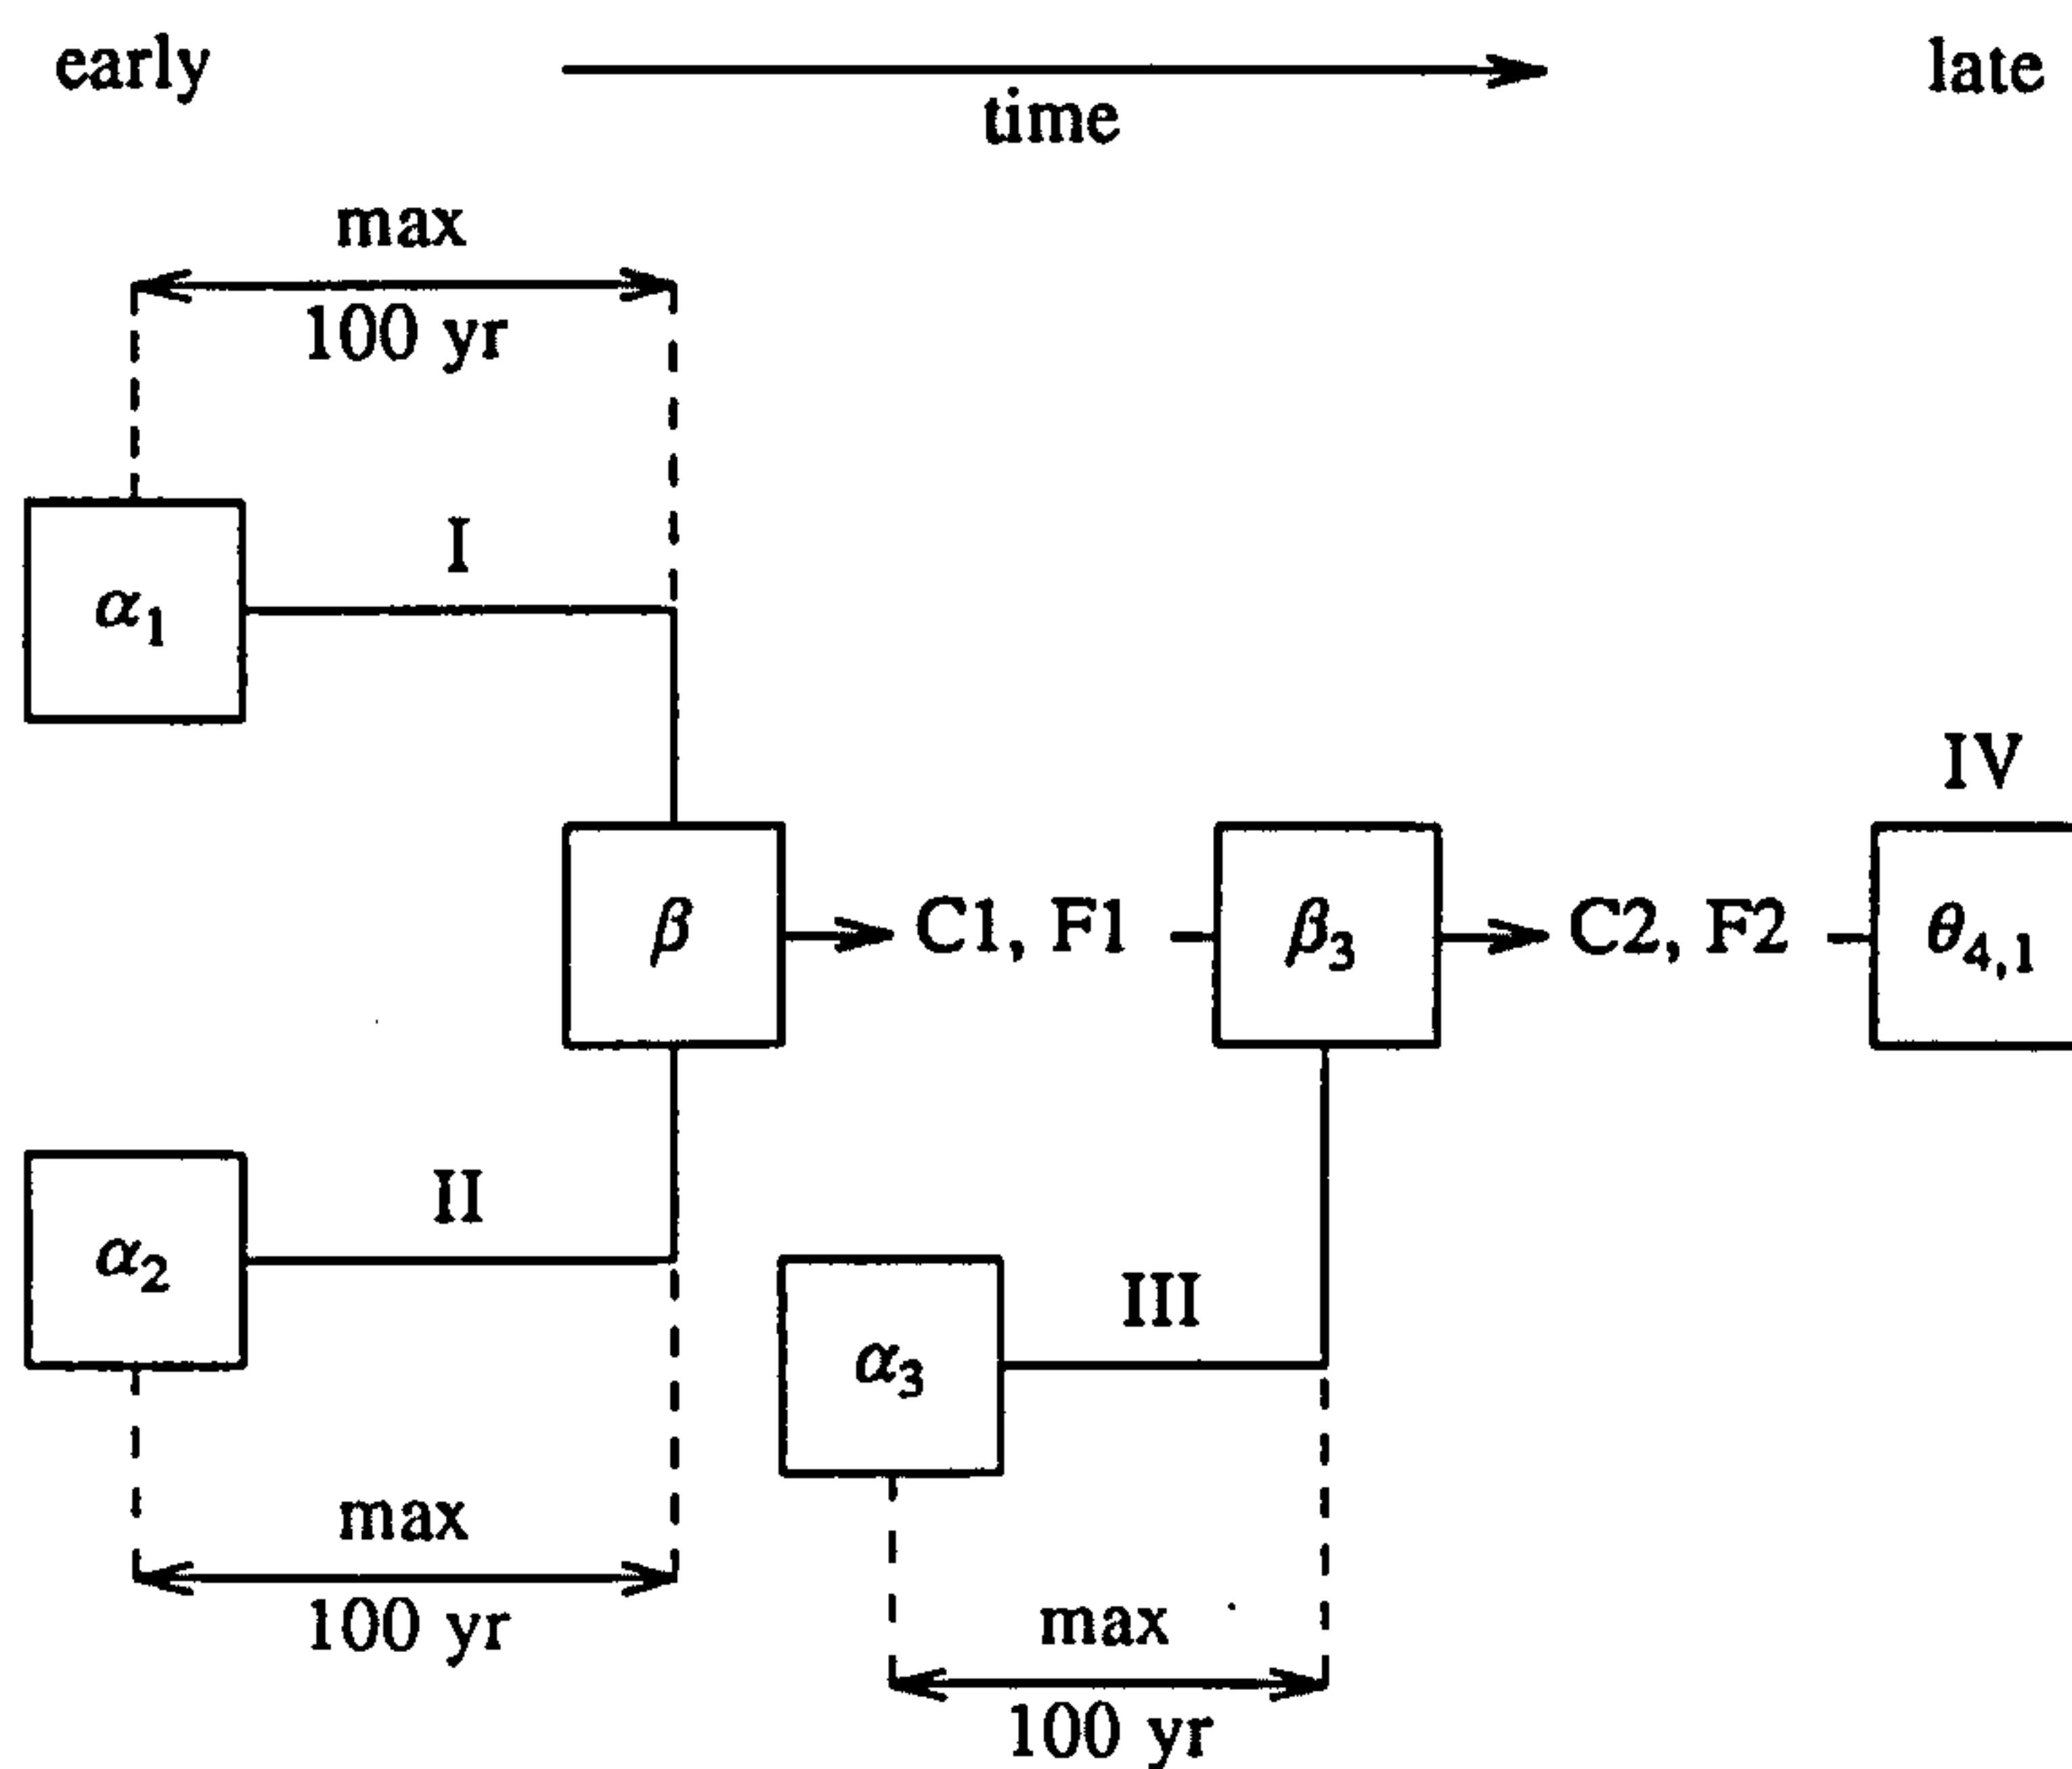 early
late
time
max
100 yr
I
α₁
IV
β
C1, F1
β₃
C2, F2
θ₄,₁
II
α₂
III
α₃
max
100 yr
max
100 yr